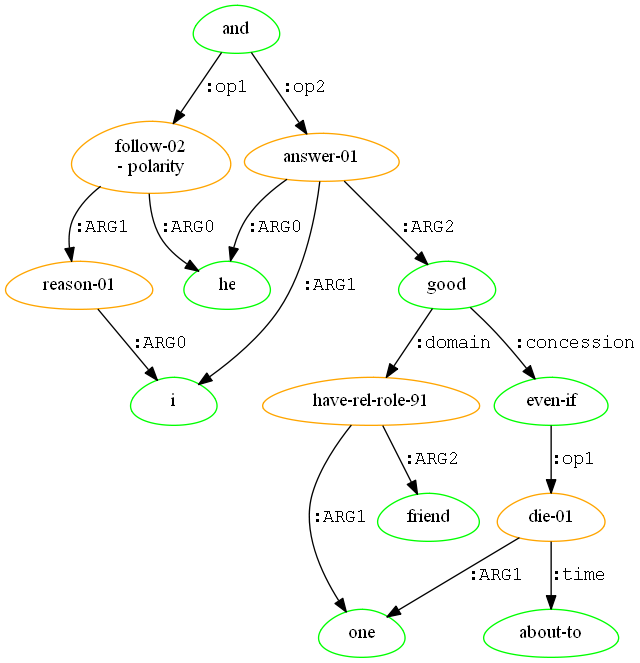 and
:op1
:op2
follow-02
- polarity
answer-01
:ARG1
:ARG0
:ARG0
:ARG2
:ARG1
reason-01
he
good
:ARG0
:domain
:concession
i
have-rel-role-91
even-if
:ARG2
:op1
:ARG1
friend
die-01
:ARG1
:time
one
about-to